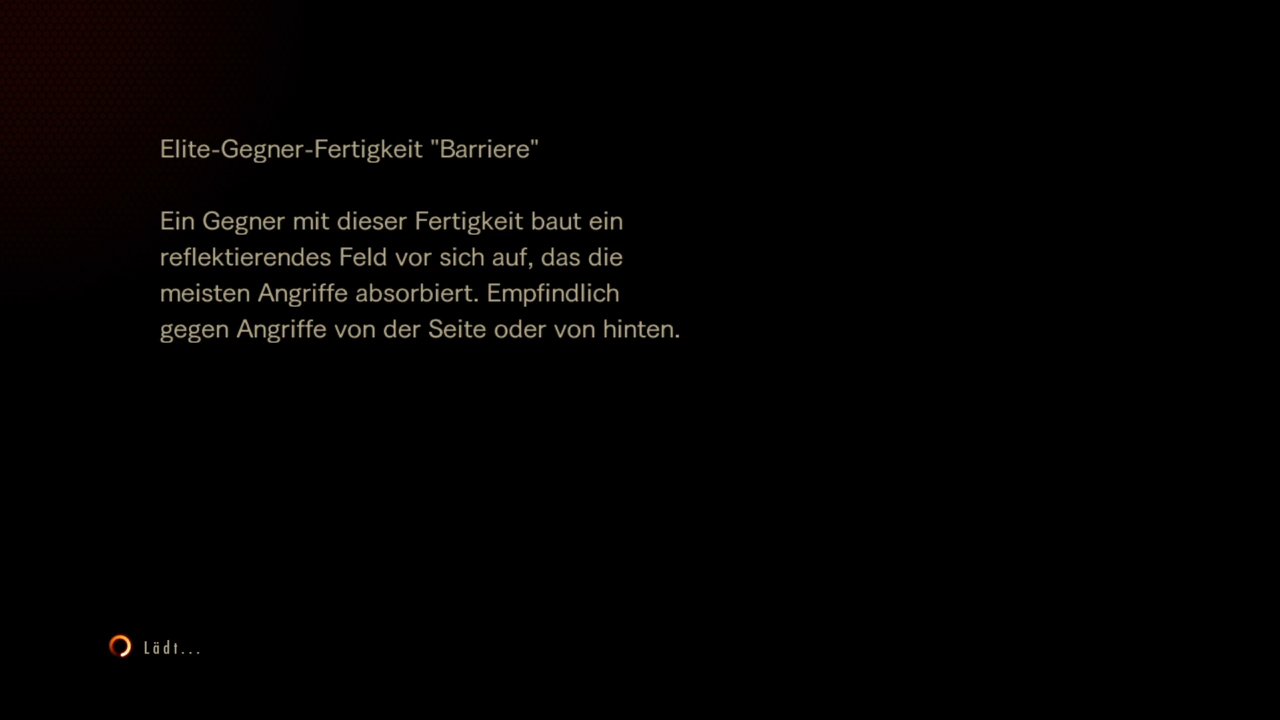 Elite-Gegner-Fertigkeit "Barriere"
Ein Gegner mit dieser Fertigkeit baut ein
reflektierendes Feld vor sich auf, das die
meisten Angriffe absorbiert. Empfindlich
gegen Angriffe von der Seite oder von hinten.
Lädt...